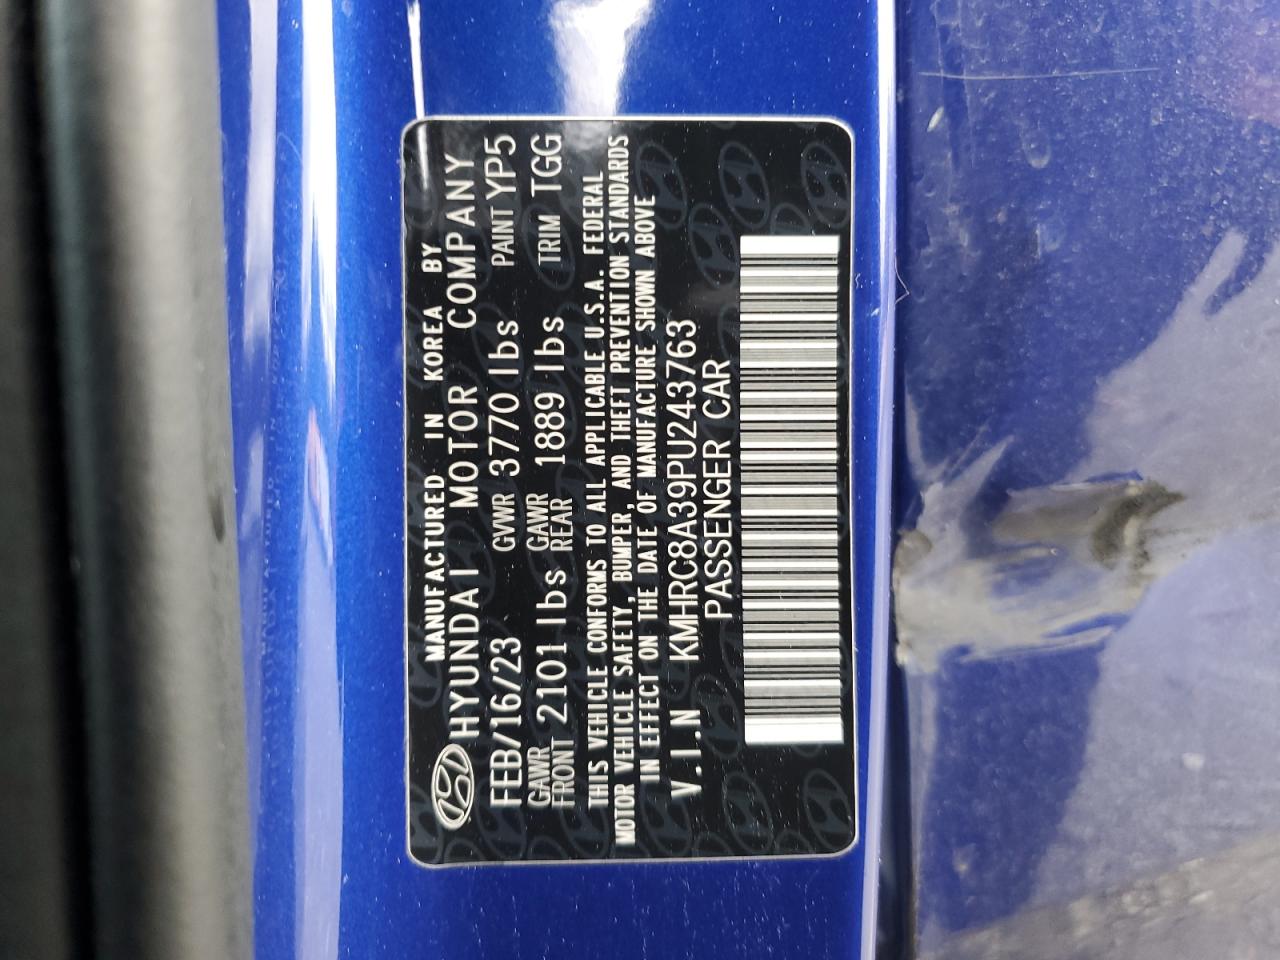 MANUFACTURED IN KOREA BY
HYUNDAI MOTOR COMPANY
FEB/16/23 GVWR 3770 lbs PAINT YP5
GAWR FRONT 2101 lbs GAWR REAR 1889 lbs TRIM TGG
THIS VEHICLE CONFORMS TO ALL APPLICABLE U.S.A. FEDERAL
MOTOR VEHICLE SAFETY, BUMPER, AND THEFT PREVENTION STANDARDS
IN EFFECT ON THE DATE OF MANUFACTURE SHOWN ABOVE
V.I.N KMHRC8A39PU243763
PASSENGER CAR